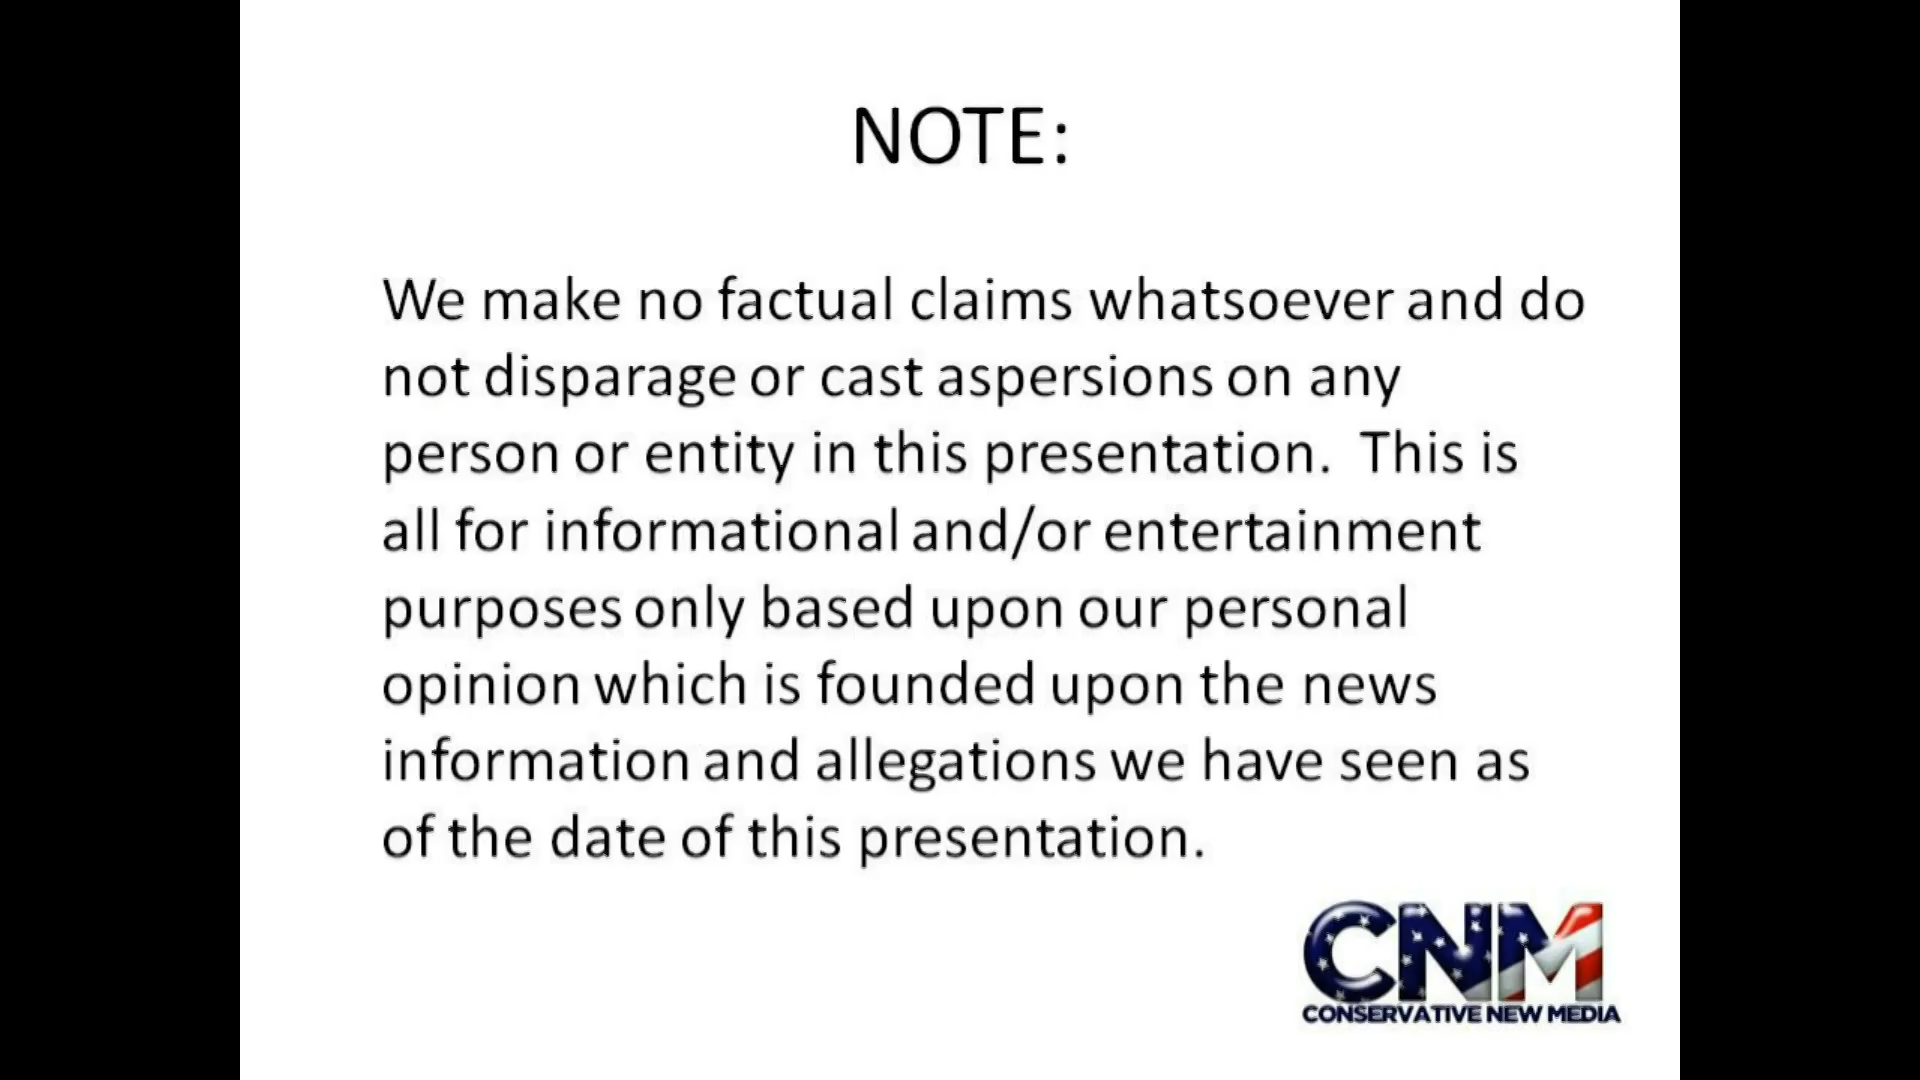 NOTE:
We make no factual claims whatsoever and do
not disparage or cast aspersions on any
person or entity in this presentation.  This is
all for informational and/or entertainment
purposes only based upon our personal
opinion which is founded upon the news
information and allegations we have seen as
of the date of this presentation.
CNM
CONSERVATIVE NEW MEDIA